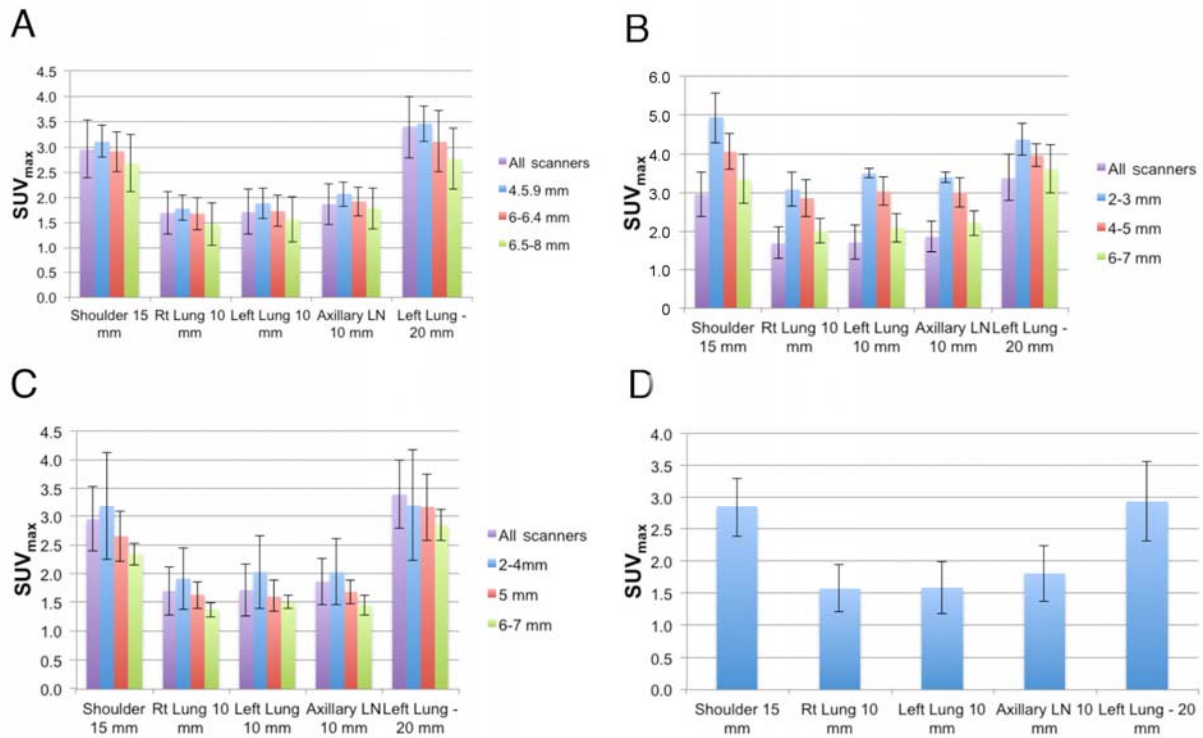 A
4.5
4.0
3.5
3.0
2.5
2.0
1.5
1.0
0.5
0.0
SUVmax
Shoulder 15 mm
Rt Lung 10 mm
Left Lung 10 mm
Axillary LN 10 mm
Left Lung - 20 mm
All scanners
4.5.9 mm
6-6.4 mm
6.5-8 mm
B
6.0
5.0
4.0
3.0
2.0
1.0
0
SUVmax
Shoulder 15 mm
Rt Lung 10 mm
Left Lung 10 mm
Axillary LN 10 mm
Left Lung - 20 mm
All scanners
2-3 mm
4-5 mm
6-7 mm
C
4.5
4.0
3.5
3.0
2.5
2.0
1.5
1.0
0.5
0.0
SUVmax
Shoulder 15 mm
Rt Lung 10 mm
Left Lung 10 mm
Axillary LN 10 mm
Left Lung - 20 mm
All scanners
2-4mm
5 mm
6-7 mm
D
4.0
3.5
3.0
2.5
2.0
1.5
1.0
0.5
0.0
SUVmax
Shoulder 15 mm
Rt Lung 10 mm
Left Lung 10 mm
Axillary LN 10 mm
Left Lung - 20 mm